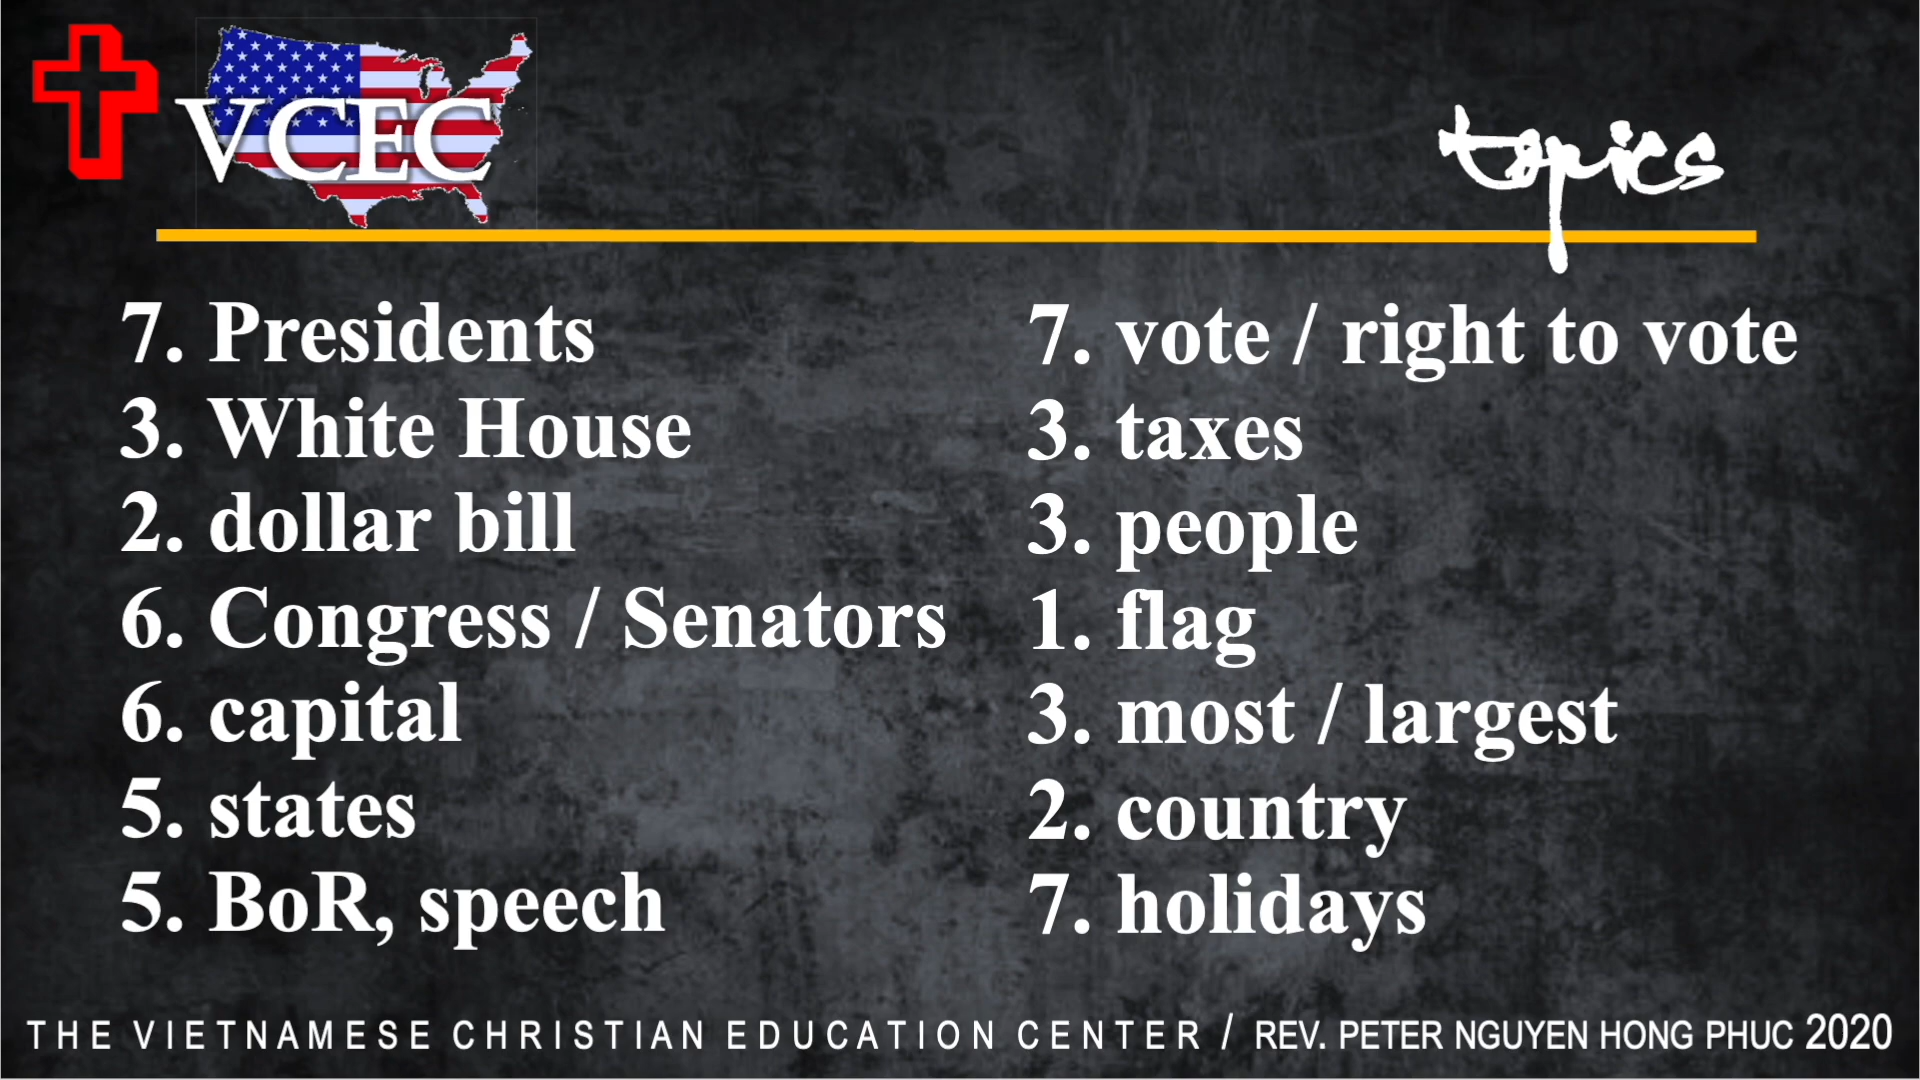 VCEC
topics
7. Presidents
3. White House
2. dollar bill
6. Congress / Senators
6. capital
5. states
5. BoR, speech
7. vote / right to vote
3. taxes
3. people
1. flag
3. most / largest
2. country
7. holidays
THE VIETNAMESE CHRISTIAN EDUCATION CENTER / REV. PETER NGUYEN HONG PHUC 2020